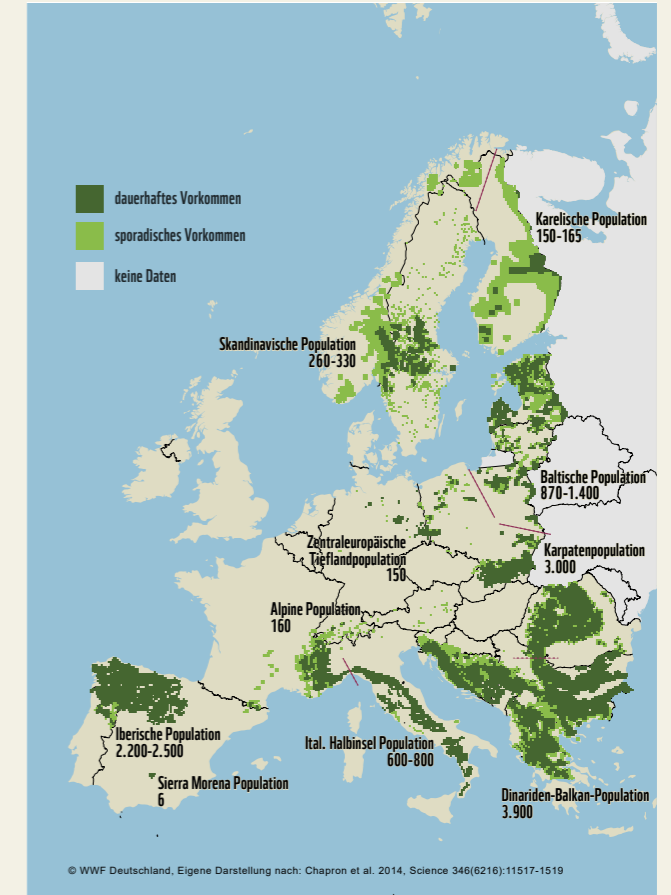 dauerhaftes Vorkommen
sporadisches Vorkommen
keine Daten
Karelische Population
150-165
Skandinavische Population
260-330
Baltische Population
870-1.400
Zentraleuropäische
Tieflandpopulation
150
Karpatenpopulation
3.000
Alpine Population
160
Iberische Population
2.200-2.500
Ital. Halbinsel Population
600-800
Sierra Morena Population
6
Dinariden-Balkan-Population
3.900
© WWF Deutschland, Eigene Darstellung nach: Chapron et al. 2014, Science 346(6216):11517-1519